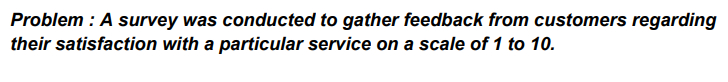 Problem : A survey was conducted to gather feedback from customers regarding
their satisfaction with a particular service on a scale of 1 to 10.